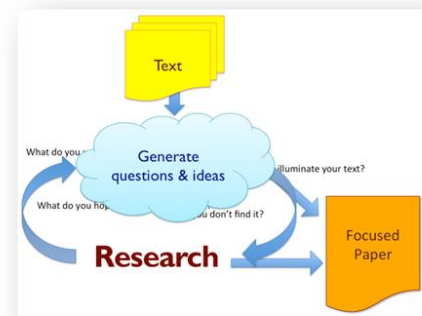 Text
What do you
Generate
questions & ideas
illuminate your text?
What do you hop
you don't find it?
Focused
Paper
Research